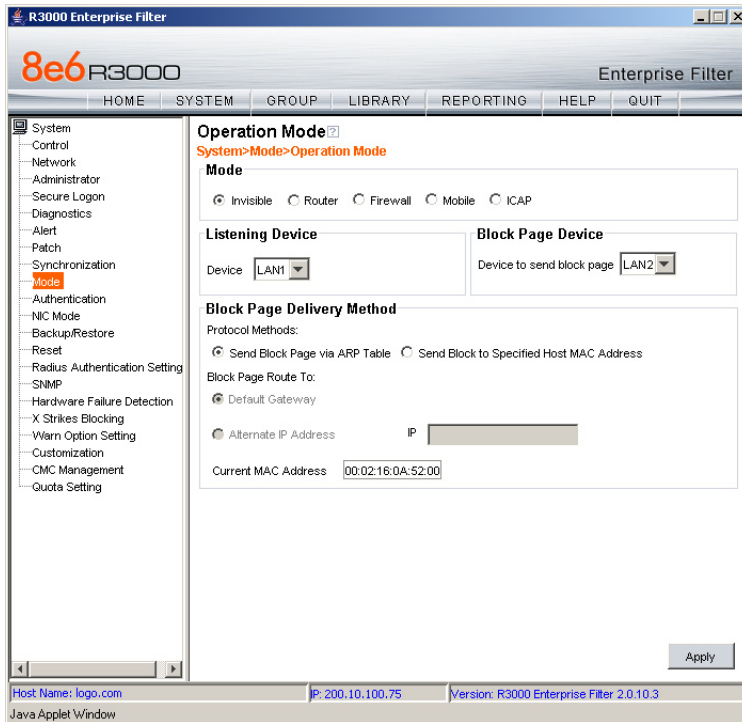 R3000 Enterprise Filter
8e6 R3000
Enterprise Filter
HOME SYSTEM GROUP LIBRARY REPORTING HELP QUIT
System
Control
Network
Administrator
Secure Logon
Diagnostics
Alert
Patch
Synchronization
Mode
Authentication
NIC Mode
Backup/Restore
Reset
Radius Authentication Setting
SNMP
Hardware Failure Detection
X Strikes Blocking
Warn Option Setting
Customization
CMC Management
Quota Setting
Operation Mode ?
System>Mode>Operation Mode
Mode
Invisible Router Firewall Mobile ICAP
Listening Device
Device LAN1
Block Page Device
Device to send block page LAN2
Block Page Delivery Method
Protocol Methods:
Send Block Page via ARP Table Send Block to Specified Host MAC Address
Block Page Route To:
Default Gateway
Alternate IP Address IP
Current MAC Address 00:02:16:0A:52:00
Apply
Host Name: logo.com IP: 200.10.100.75 Version: R3000 Enterprise Filter 2.0.10.3
Java Applet Window